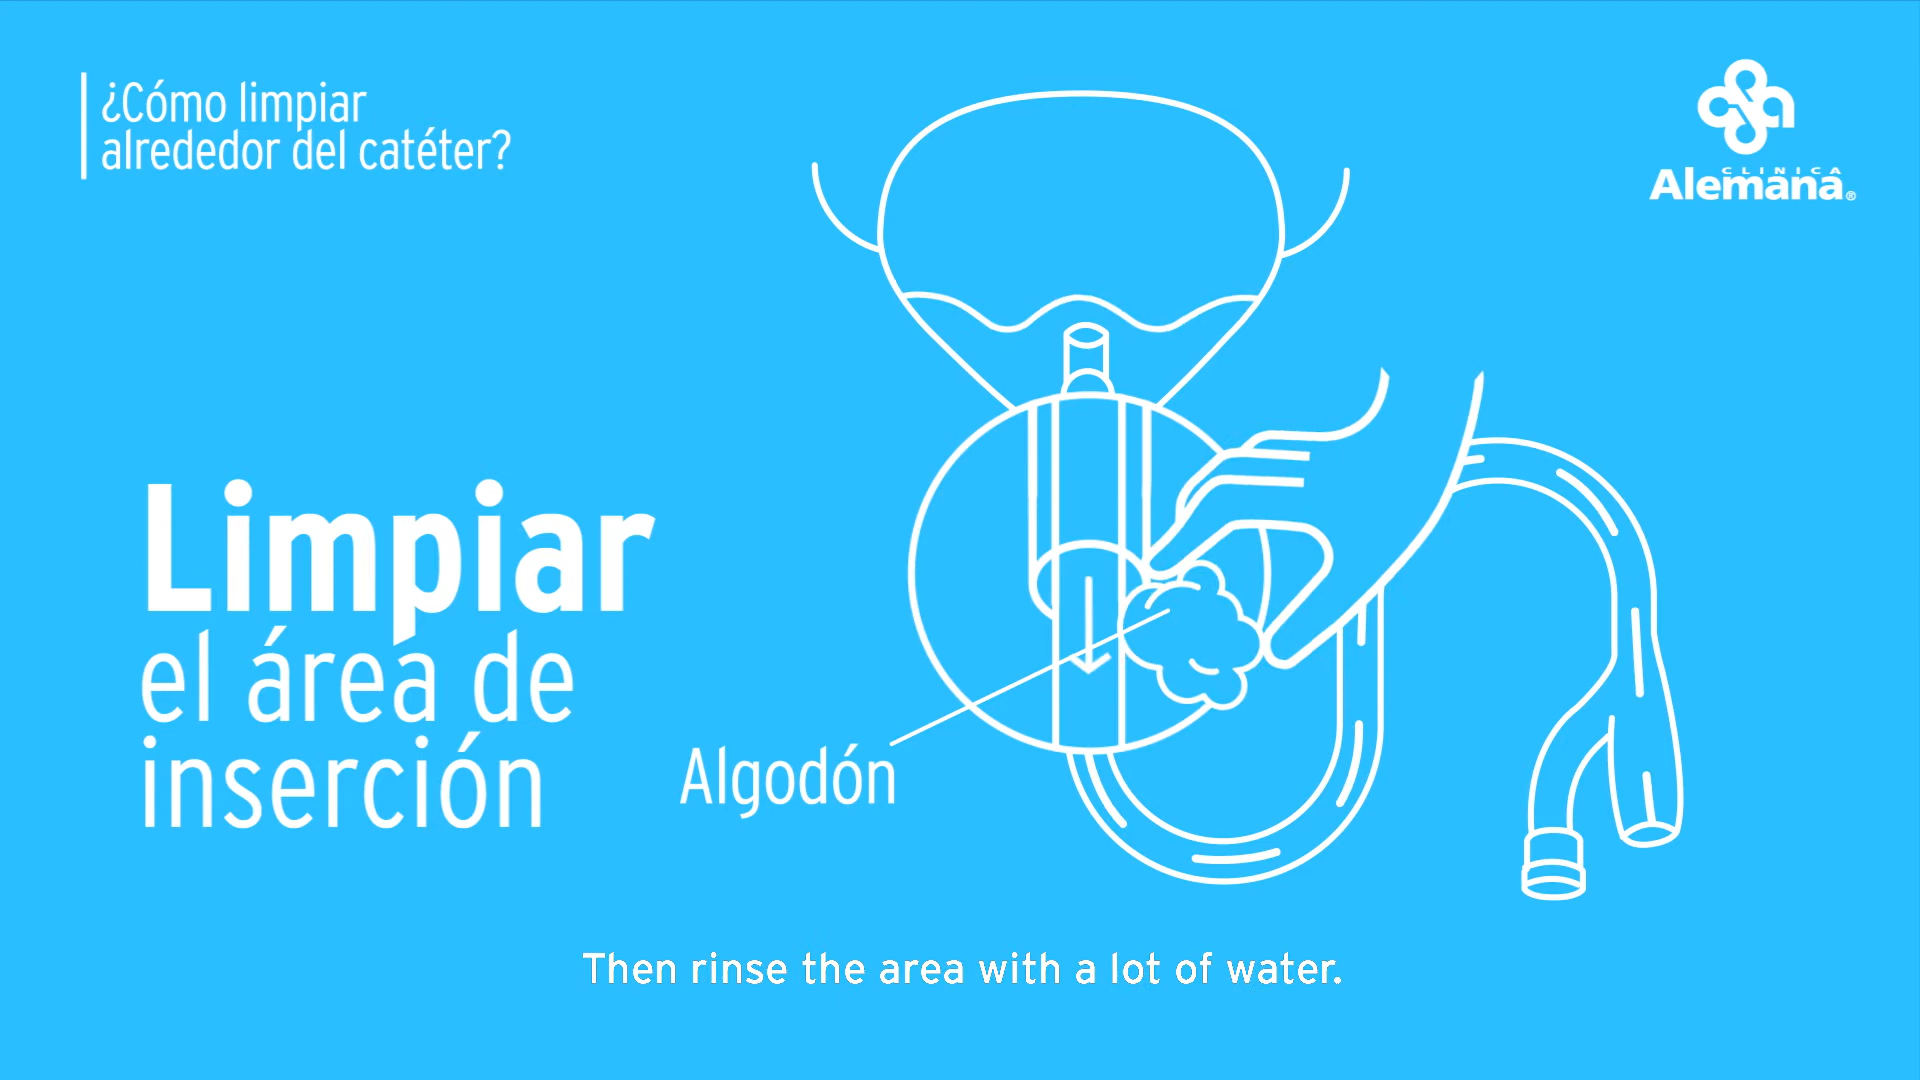 ¿Cómo limpiar
alrededor del catéter?
CLINICA
Alemana®
Limpiar
el área de
inserción
Algodón
Then rinse the area with a lot of water.